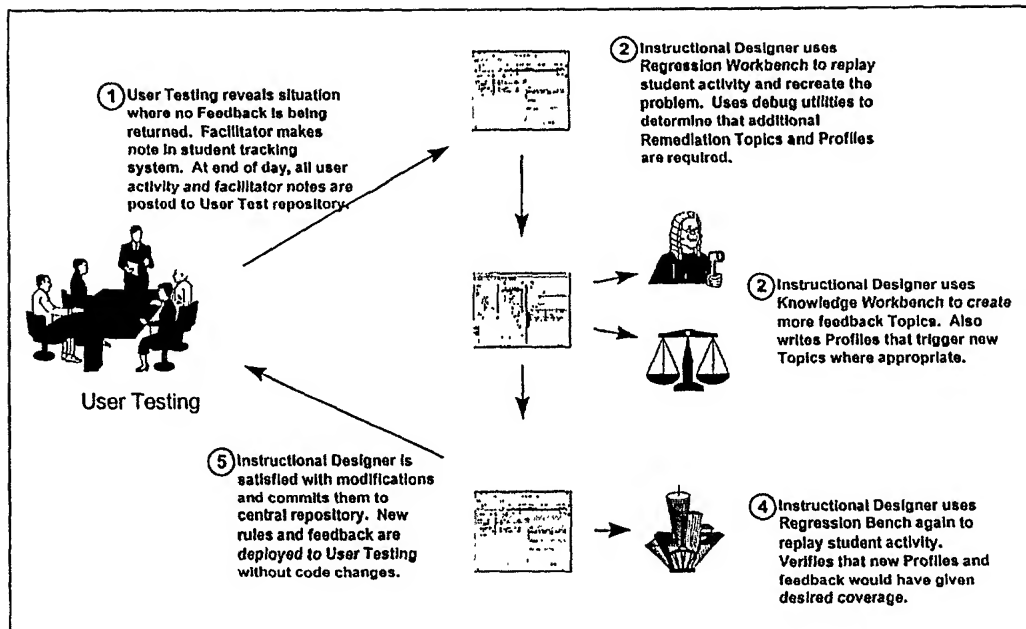 ① User Testing reveals situation
where no Feedback is being
returned. Facilitator makes
note in student tracking
system. At end of day, all user
activity and facilitator notes are
posted to User Test repository.
② Instructional Designer uses
Regression Workbench to replay
student activity and recreate the
problem. Uses debug utilities to
determine that additional
Remediation Topics and Profiles
are required.
② Instructional Designer uses
Knowledge Workbench to create
more feedback Topics. Also
writes Profiles that trigger new
Topics where appropriate.
User Testing
⑤ Instructional Designer is
satisfied with modifications
and commits them to
central repository. New
rules and feedback are
deployed to User Testing
without code changes.
④ Instructional Designer uses
Regression Bench again to
replay student activity.
Verifies that new Profiles and
feedback would have given
desired coverage.